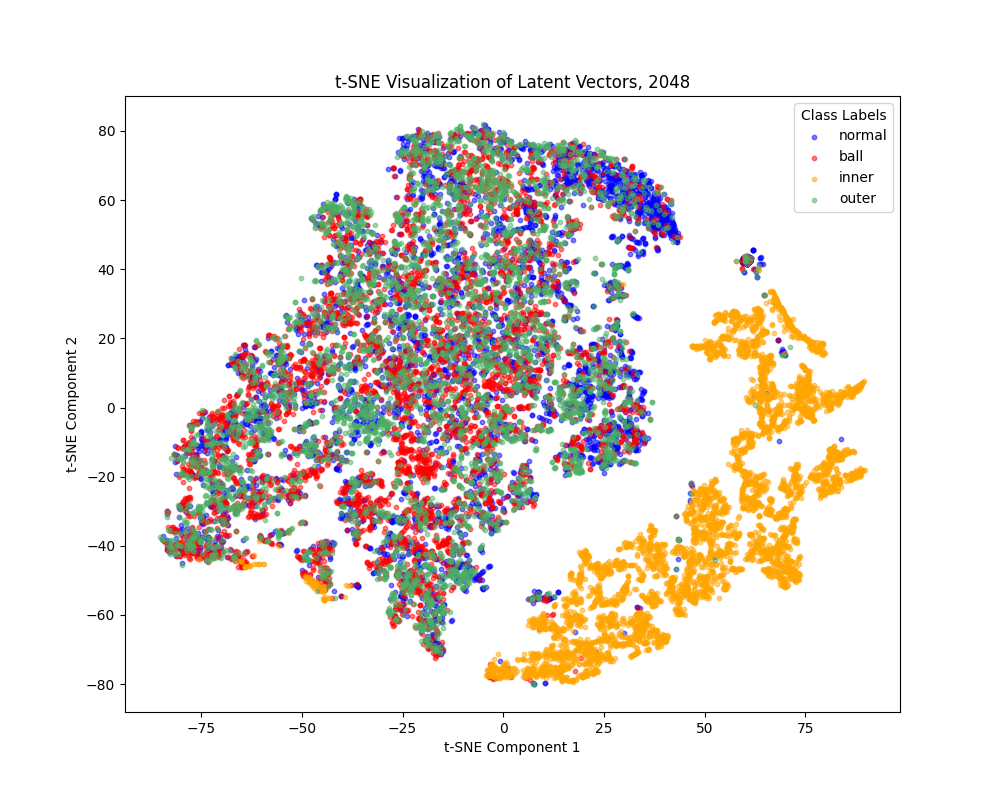 t-SNE Visualization of Latent Vectors, 2048
Class Labels
normal
ball
inner
outer
80
60
40
20
0
−20
−40
−60
−80
t-SNE Component 2
−75
−50
−25
0
25
50
75
t-SNE Component 1